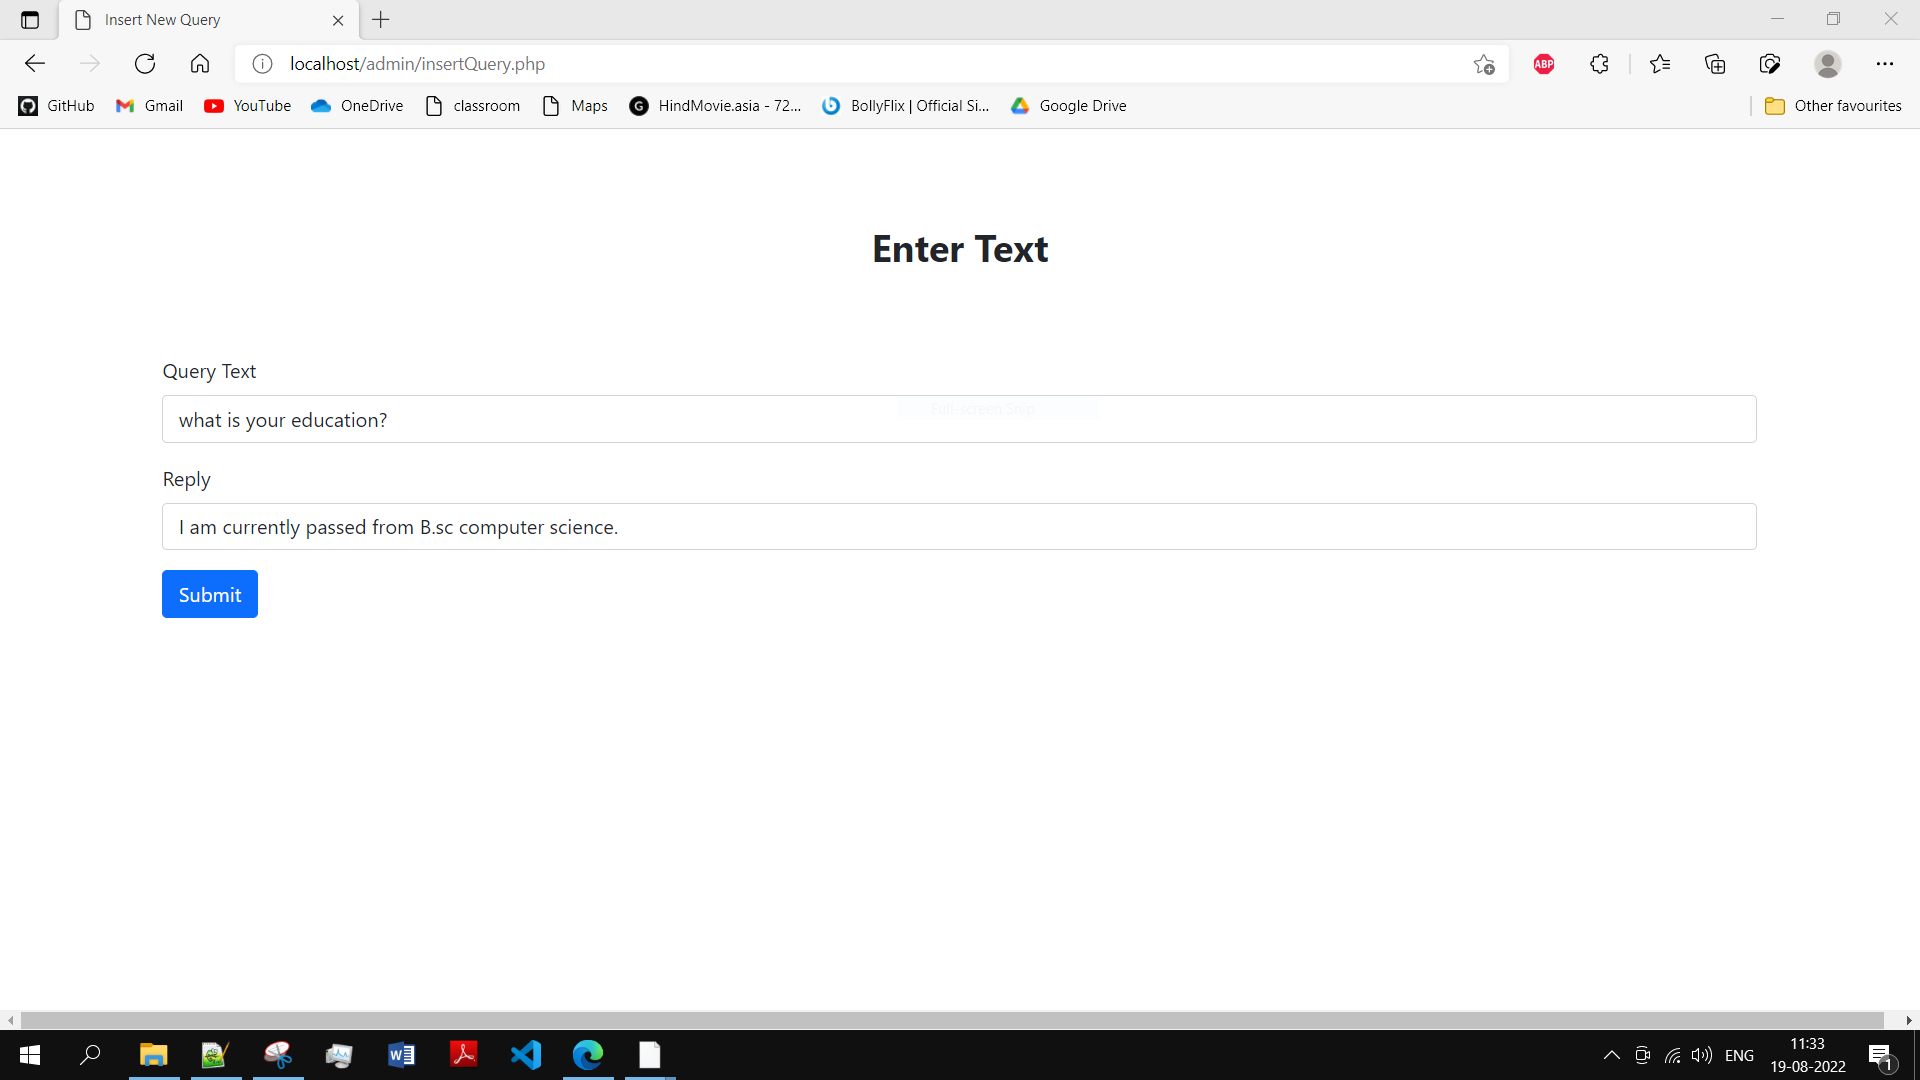 Insert New Query
localhost/admin/insertQuery.php
ABP
GitHub Gmail YouTube OneDrive classroom Maps G HindMovie.asia - 72... b BollyFlix | Official Si... Google Drive Other favourites
Enter Text
Query Text
Full-screen Snip
what is your education?
Reply
I am currently passed from B.sc computer science.
Submit
ENG
11:33
19-08-2022
1